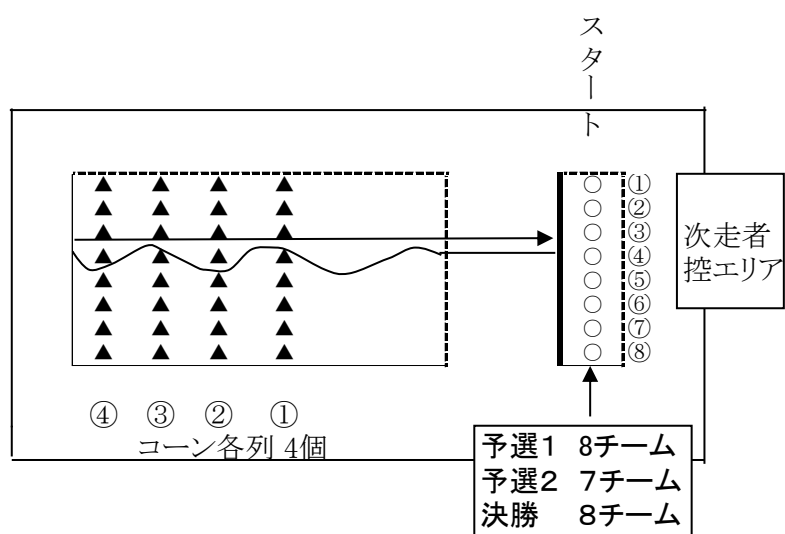 スタート
①
②
③
④
⑤
⑥
⑦
⑧
次走者
控エリア
④ ③ ② ①
コーン各列 4個
予選1 8チーム
予選2 7チーム
決勝 8チーム